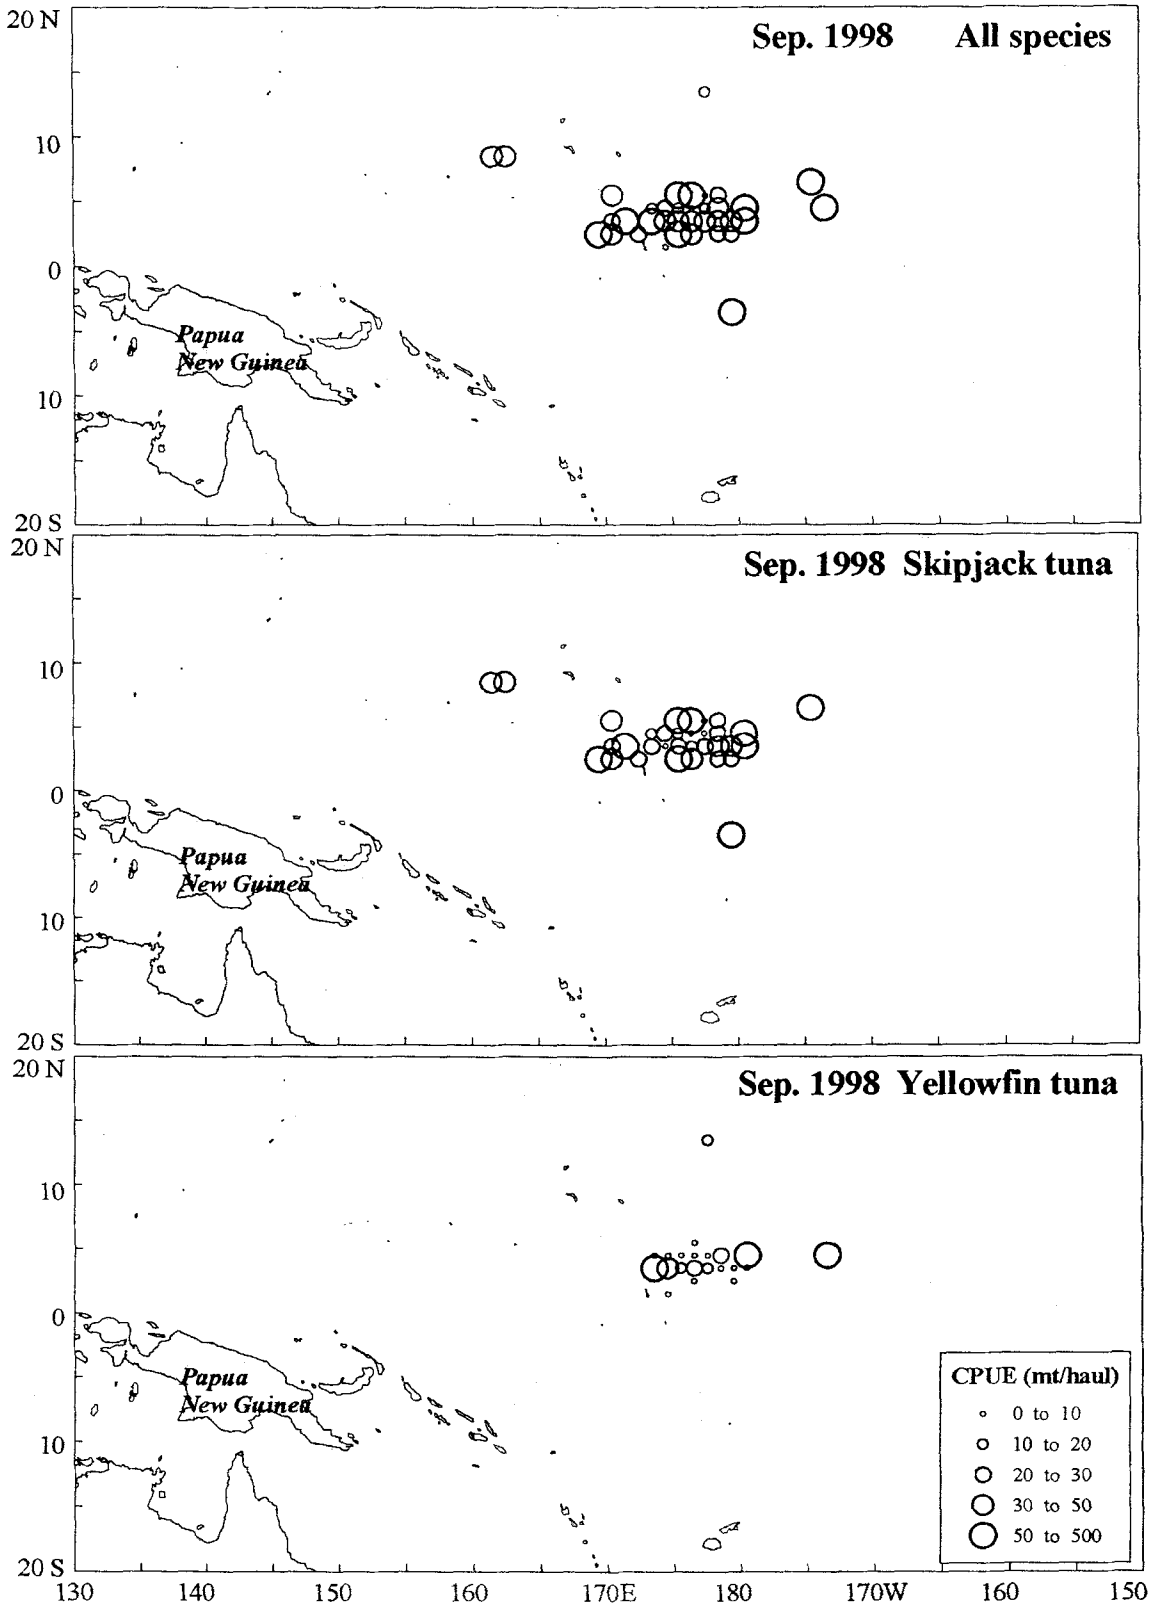 20 N
Sep. 1998 All species
10
0
Papua
New Guinea
10
20 S
20 N
Sep. 1998 Skipjack tuna
10
0
Papua
New Guinea
10
20 S
20 N
Sep. 1998 Yellowfin tuna
10
0
Papua
New Guinea
10
20 S
CPUE (mt/haul)
0 to 10
10 to 20
20 to 30
30 to 50
50 to 500
130 140 150 160 170E 180 170W 160 150